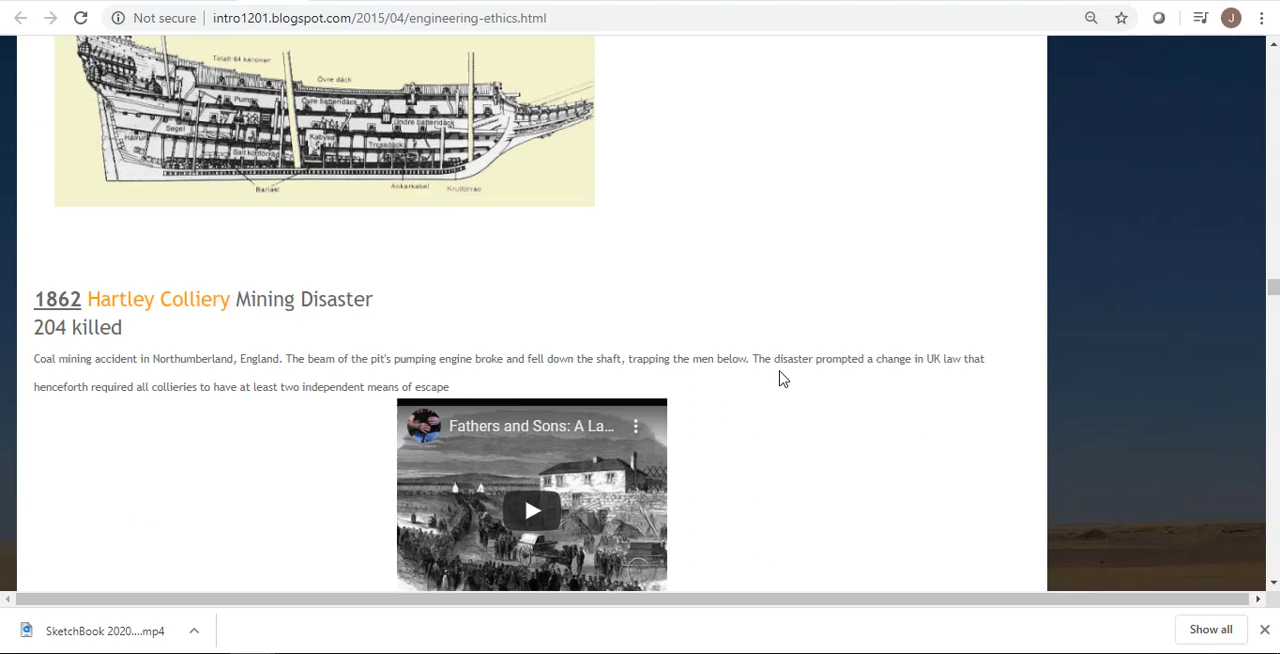 Not secure
intro1201.blogspot.com/2015/04/engineering-ethics.html
J
Totalt 64 kanoner
Övre däck
Pump
Övre batteridäck
Undre batteridäck
Segel
Kabyss
Trossdäck
Barlast
Ankarkabel
1862 Hartley Colliery Mining Disaster
204 killed
Coal mining accident in Northumberland, England. The beam of the pit's pumping engine broke and fell down the shaft, trapping the men below. The disaster prompted a change in UK law that
henceforth required all collieries to have at least two independent means of escape
Fathers and Sons: A La...
SketchBook 2020....mp4
Show all